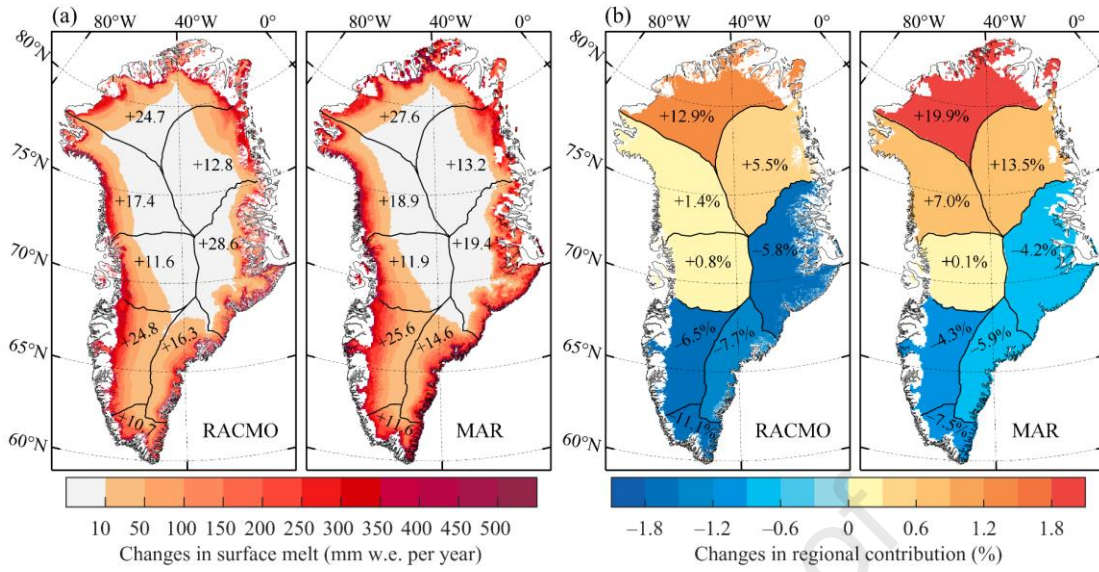 (a)
80°W
40°W
0°
80°W
40°W
0°
80°N
75°N
70°N
65°N
60°N
+24.7
+12.8
+17.4
+28.6
+11.6
+24.8
+16.3
+10.7
RACMO
+27.6
+13.2
+18.9
+19.4
+11.9
+25.6
+14.6
+11.6
MAR
10 50 100 150 200 250 300 350 400 450 500
Changes in surface melt (mm w.e. per year)
(b)
80°W
40°W
0°
80°W
40°W
0°
80°N
75°N
70°N
65°N
60°N
+12.9%
+5.5%
+1.4%
−5.8%
+0.8%
−6.5%
−7.7%
−11.1%
RACMO
+19.9%
+13.5%
+7.0%
−4.2%
+0.1%
−4.3%
−5.9%
−7.5%
MAR
−1.8 −1.2 −0.6 0 0.6 1.2 1.8
Changes in regional contribution (%)